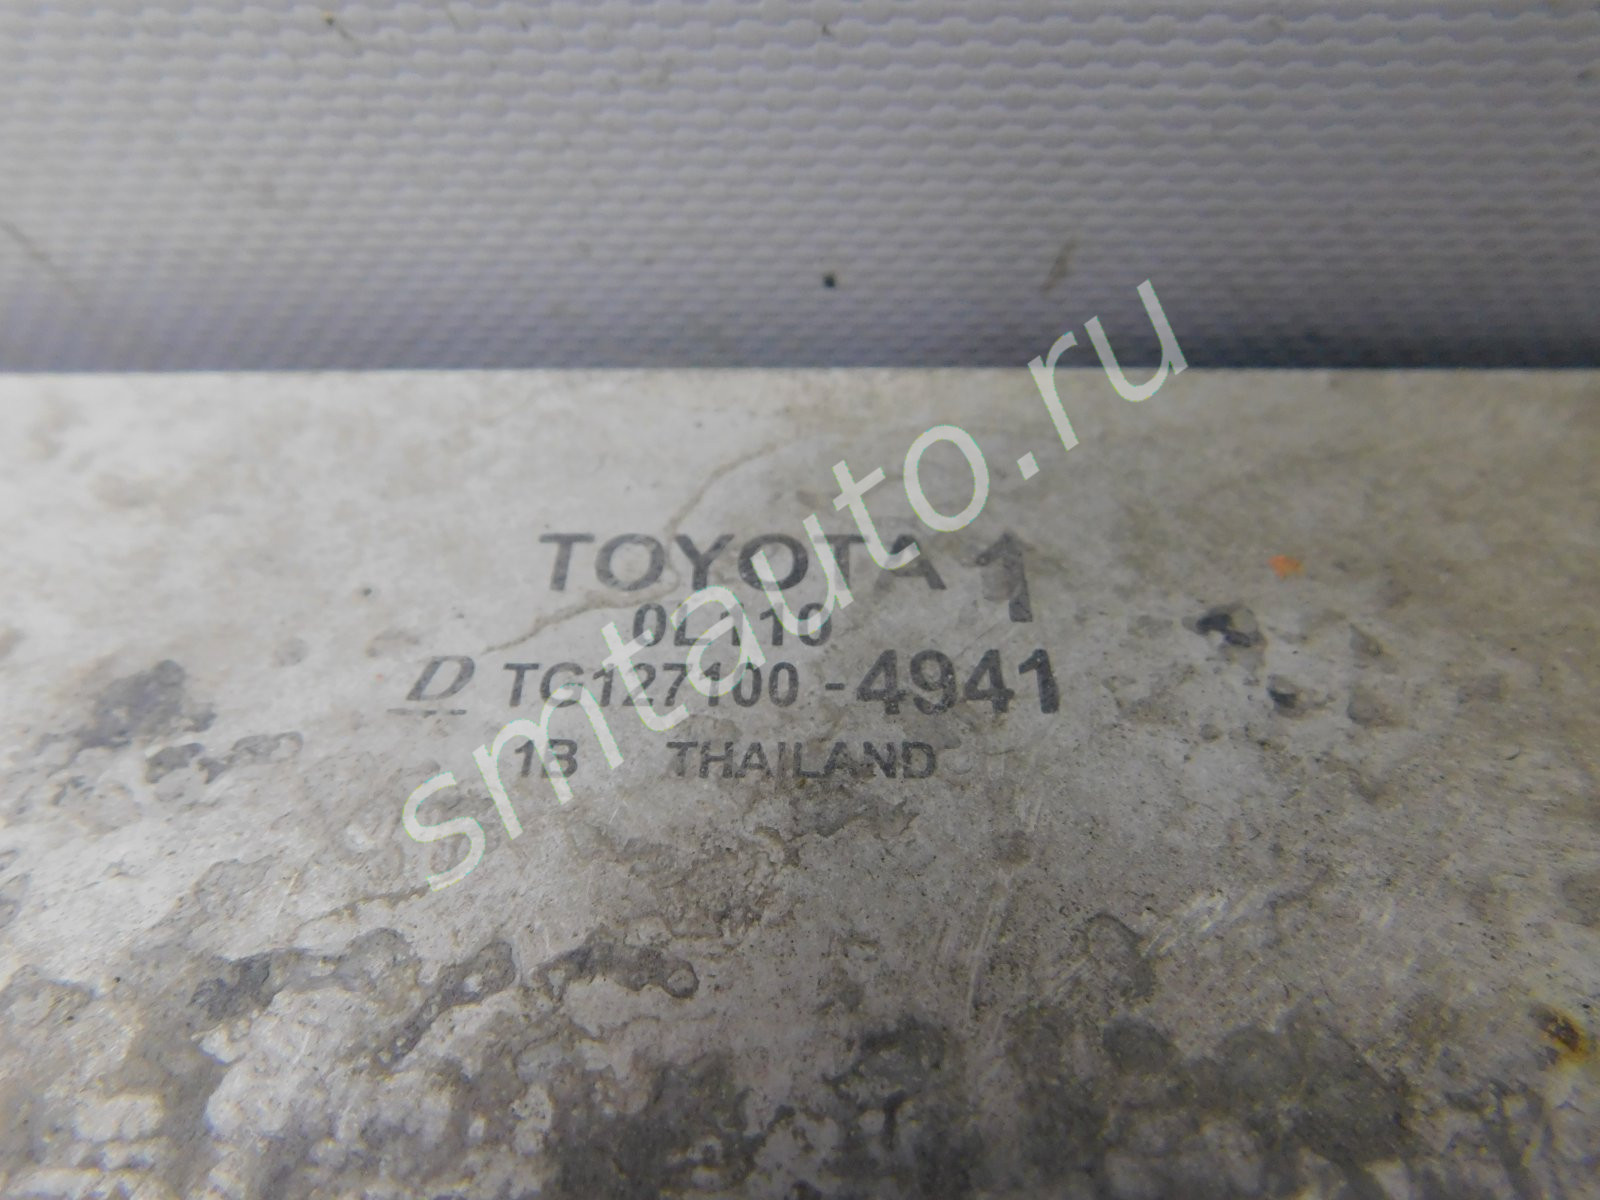 TOYOTA 1
0L110
D TG127100-4941
1B THAILAND
smtauto.ru